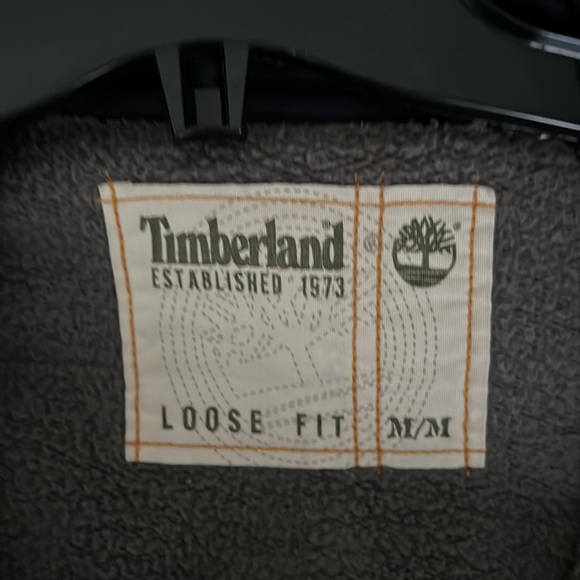 Timberland ®
ESTABLISHED 1973
LOOSE FIT M/M